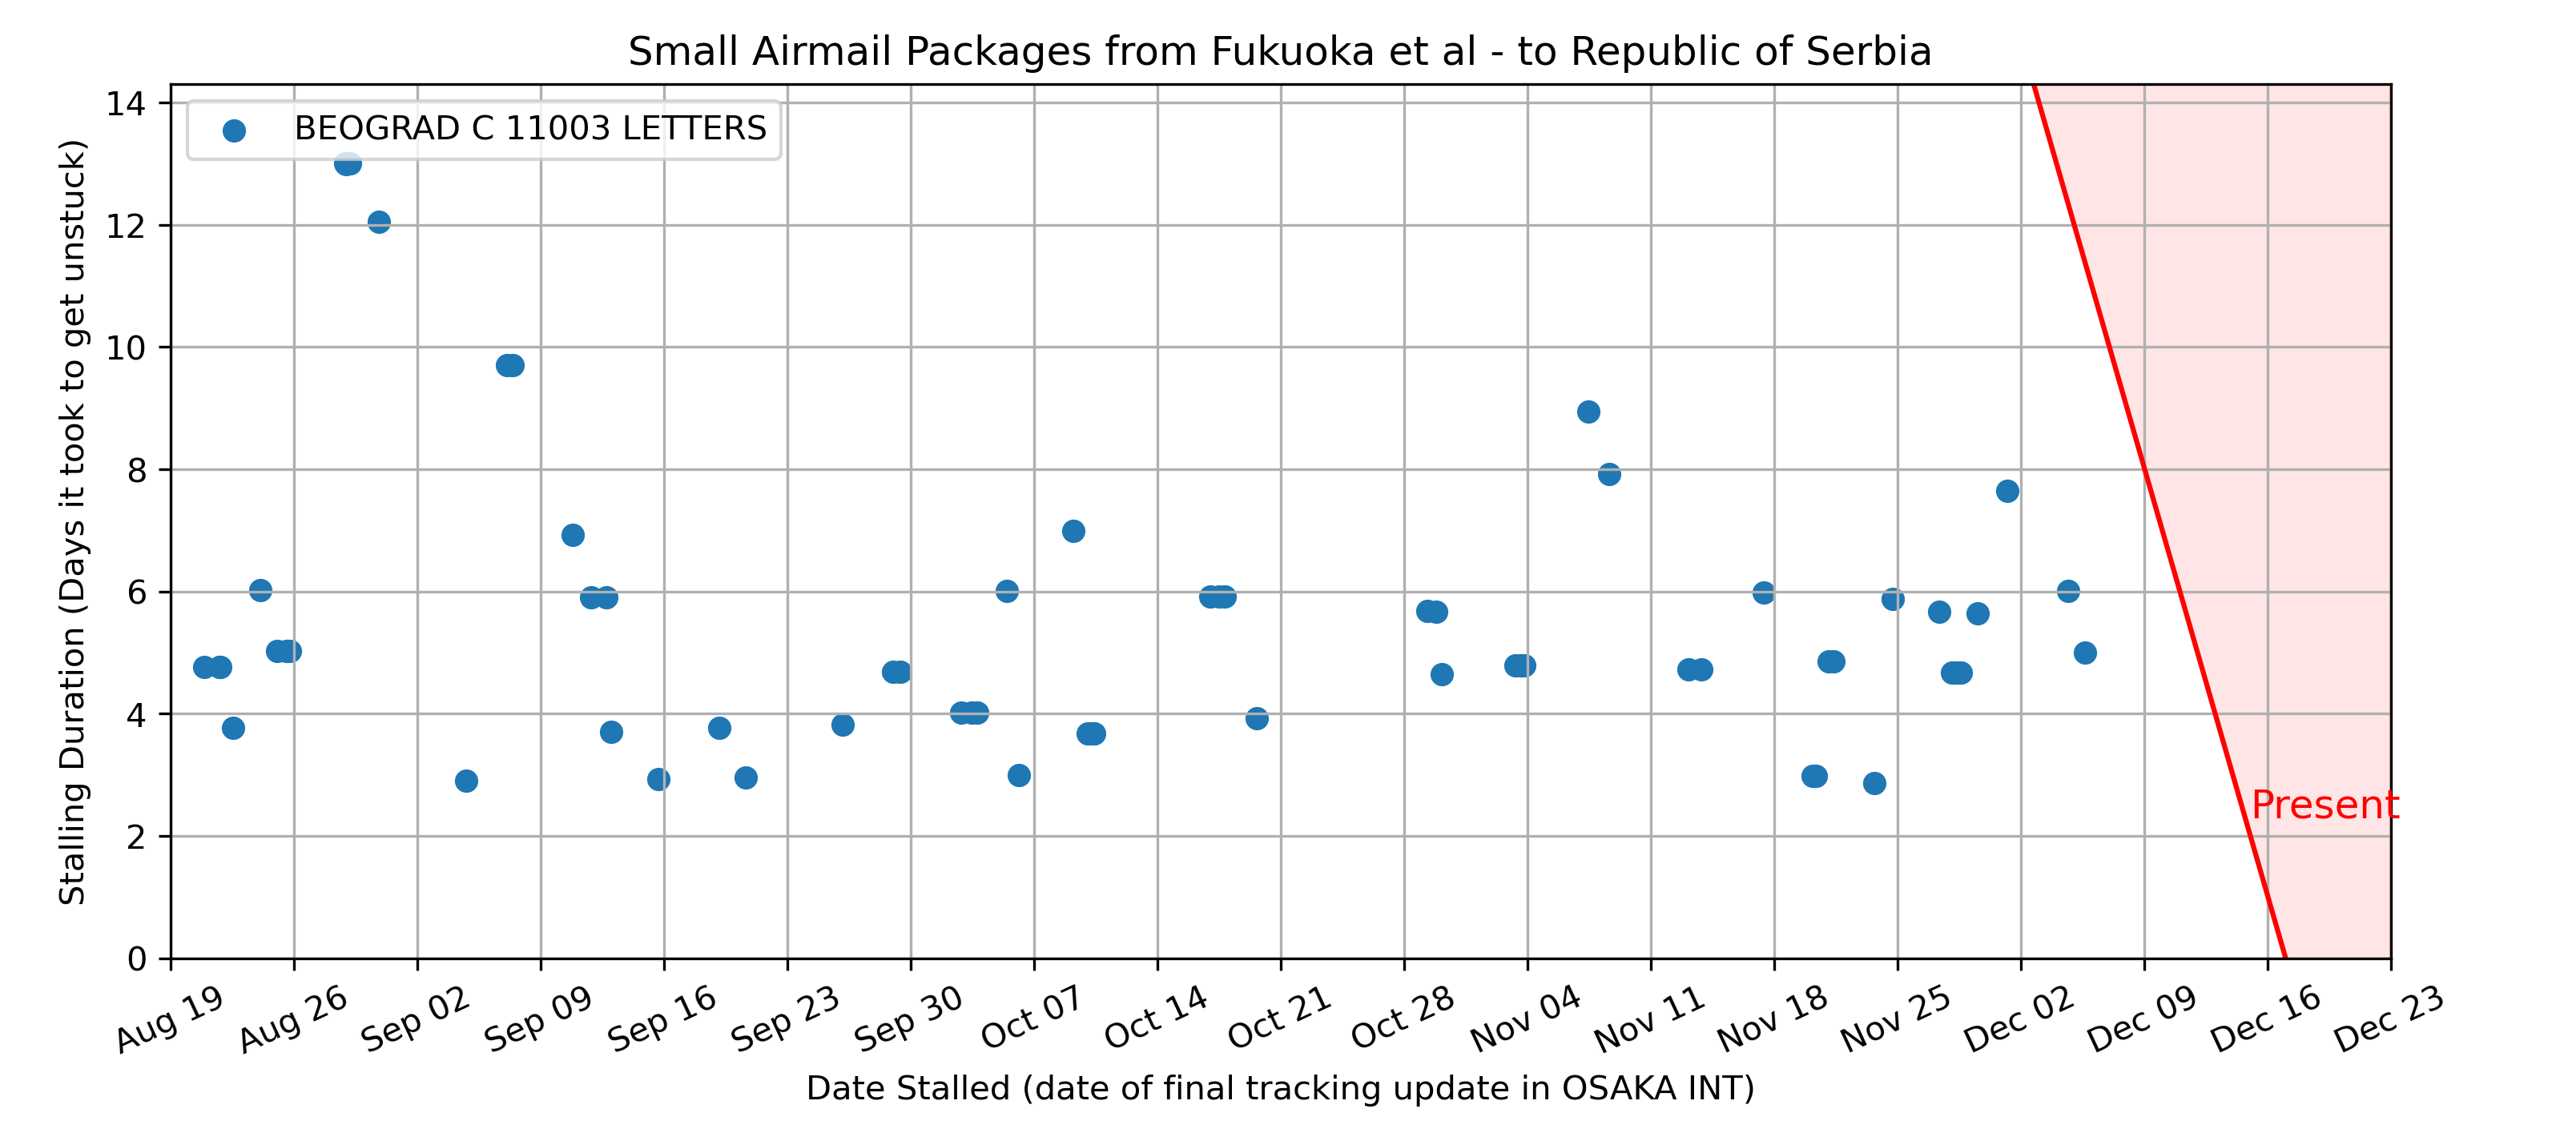 Small Airmail Packages from Fukuoka et al - to Republic of Serbia
BEOGRAD C 11003 LETTERS
Stalling Duration (Days it took to get unstuck)
14
12
10
8
6
4
2
0
Present
Aug 19
Aug 26
Sep 02
Sep 09
Sep 16
Sep 23
Sep 30
Oct 07
Oct 14
Oct 21
Oct 28
Nov 04
Nov 11
Nov 18
Nov 25
Dec 02
Dec 09
Dec 16
Dec 23
Date Stalled (date of final tracking update in OSAKA INT)